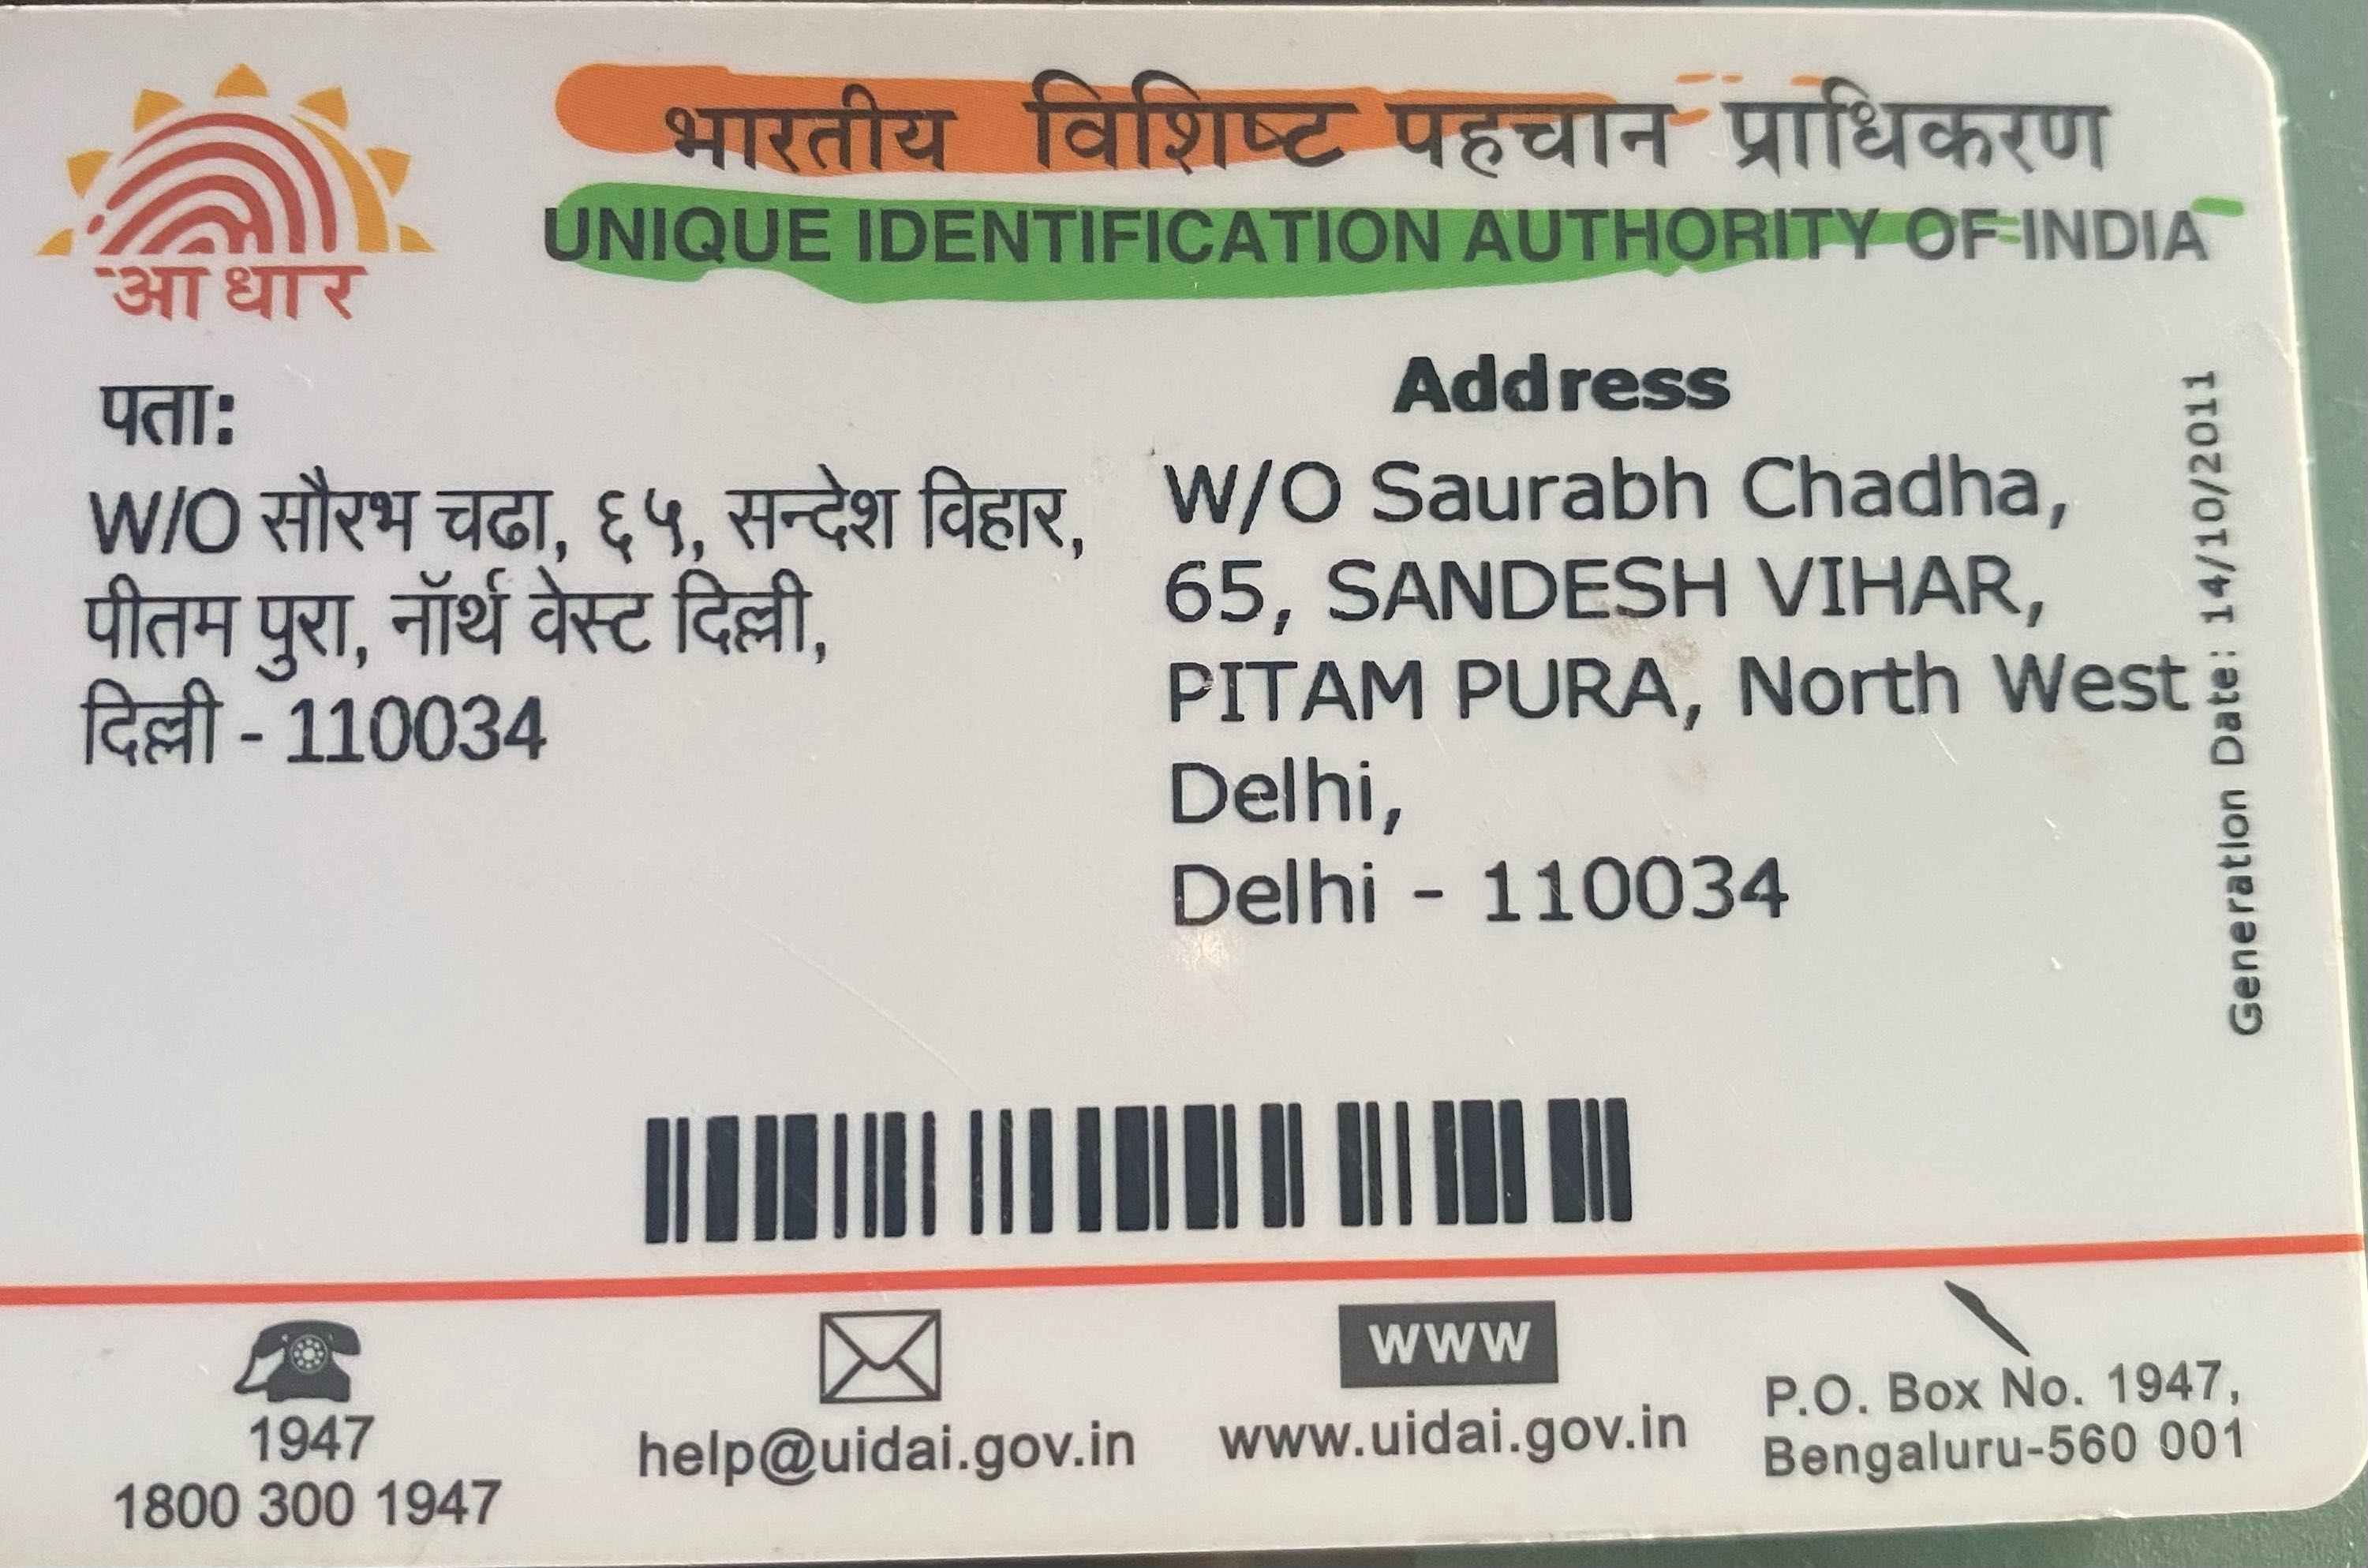 भारतीय विशिष्ट पहचान प्राधिकरण
UNIQUE IDENTIFICATION AUTHORITY OF INDIA
आधार
पता:
W/O सौरभ चढा, ६५, सन्देश विहार,
पीतम पुरा, नॉर्थ वेस्ट दिल्ली,
दिल्ली - 110034
Address
W/O Saurabh Chadha,
65, SANDESH VIHAR,
PITAM PURA, North West
Delhi,
Delhi - 110034
Generation Date: 14/10/2011
1947
1800 300 1947
help@uidai.gov.in
WWW
www.uidai.gov.in
P.O. Box No. 1947,
Bengaluru-560 001